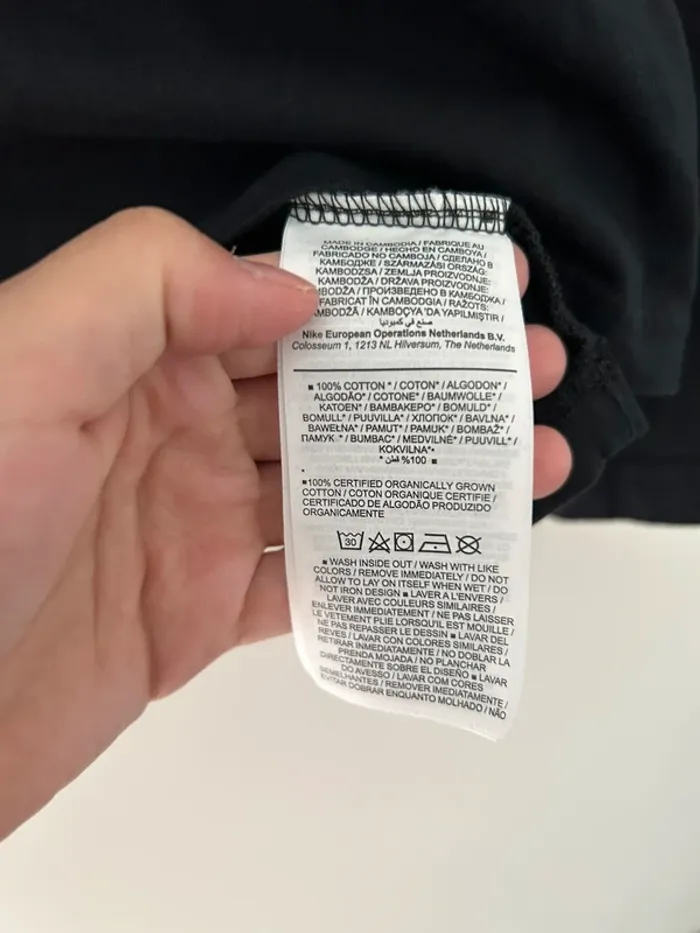 MADE IN CAMBODIA / FABRIQUE AU
CAMBODGE / HECHO EN CAMBOYA /
FABRICADO NO CAMBOJA / СДЕЛАНО В
КАМБОДЖЕ / SZÁRMAZÁSI ORSZÁG:
KAMBODZSA / ZEMLJA PROIZVODNJE:
KAMBODŽA / DRŽAVA PROIZVODNJE:
MBODŽA / ПРОИЗВЕДЕНО В КАМБОДЖА /
FABRICAT ÎN CAMBODGIA / RAŽOTS:
MBODŽĀ / KAMBOÇYA 'DA YAPILMIŞTIR /
صنع في كمبوديا
Nike European Operations Netherlands B.V.
Colosseum 1, 1213 NL Hilversum, The Netherlands
■ 100% COTTON* / COTON* / ALGODON* /
ALGODÃO* / COTONE* / BAUMWOLLE* /
KATOEN* / ΒΑΜΒΑΚΕΡΟ* / BOMULD* /
BOMULL* / PUUVILLA* / ХЛОПОК* / BAVLNA* /
BAWEŁNA* / PAMUT* / PAMUK* / BOMBAŽ* /
ПАМУК * / BUMBAC* / MEDVILNĖ* / PUUVILL* /
KOKVILNA*•
* قطن %100 ■
■100% CERTIFIED ORGANICALLY GROWN
COTTON / COTON ORGANIQUE CERTIFIE /
CERTIFICADO DE ALGODÃO PRODUZIDO
ORGANICAMENTE
30
■ WASH INSIDE OUT / WASH WITH LIKE
COLORS / REMOVE IMMEDIATELY / DO NOT
ALLOW TO LAY ON ITSELF WHEN WET / DO
NOT IRON DESIGN ■ LAVER A L'ENVERS /
LAVER AVEC COULEURS SIMILAIRES /
ENLEVER IMMEDIATEMENT / NE PAS LAISSER
LE VETEMENT PLIE LORSQU'IL EST MOUILLE /
NE PAS REPASSER LE DESSIN ■ LAVAR DEL
REVES / LAVAR CON COLORES SIMILARES /
RETIRAR INMEDIATAMENTE / NO DOBLAR LA
PRENDA MOJADA / NO PLANCHAR
DIRECTAMENTE SOBRE EL DISEÑO ■ LAVAR
DO AVESSO / LAVAR COM CORES
SEMELHANTES / REMOVER IMEDIATAMENTE /
EVITAR DOBRAR ENQUANTO MOLHADO / NÃO